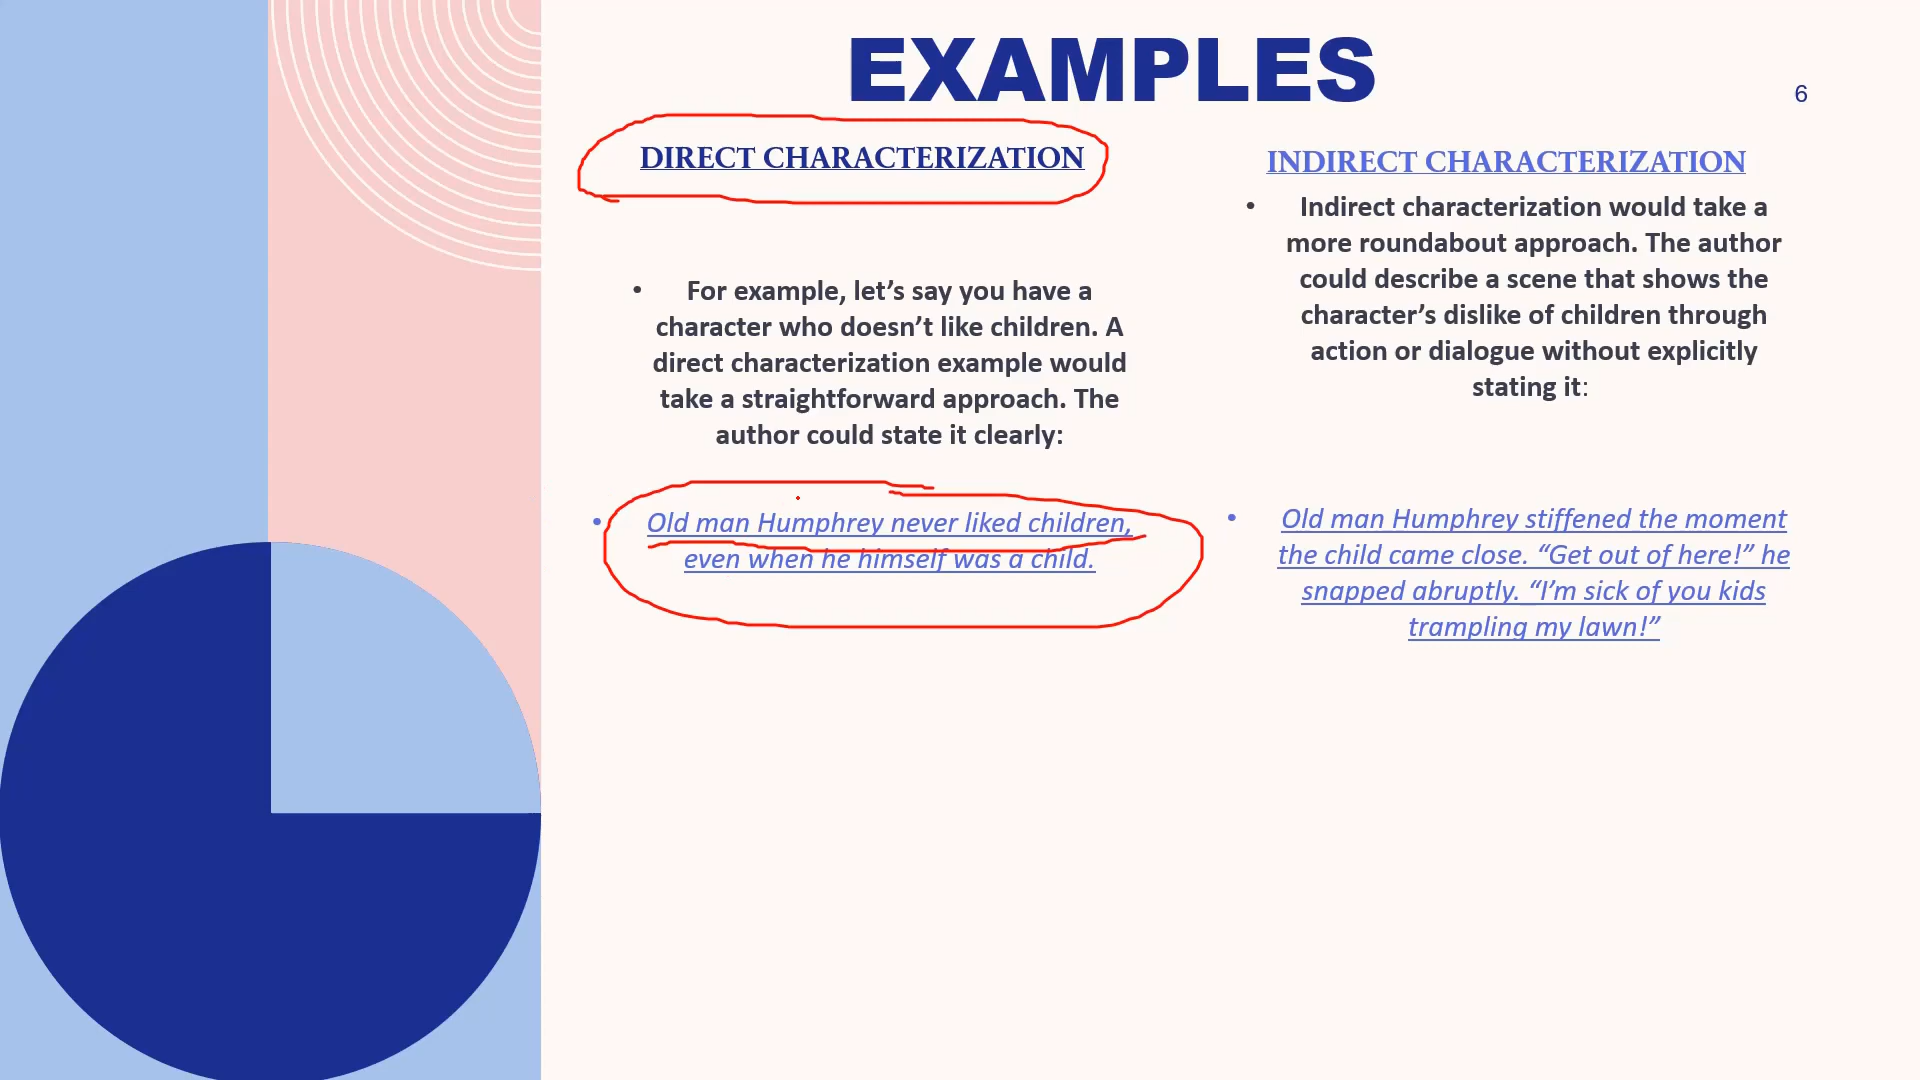 EXAMPLES
6
DIRECT CHARACTERIZATION
• For example, let’s say you have a
character who doesn’t like children. A
direct characterization example would
take a straightforward approach. The
author could state it clearly:
• Old man Humphrey never liked children,
even when he himself was a child.
INDIRECT CHARACTERIZATION
• Indirect characterization would take a
more roundabout approach. The author
could describe a scene that shows the
character’s dislike of children through
action or dialogue without explicitly
stating it:
• Old man Humphrey stiffened the moment
the child came close. “Get out of here!” he
snapped abruptly. “I’m sick of you kids
trampling my lawn!”